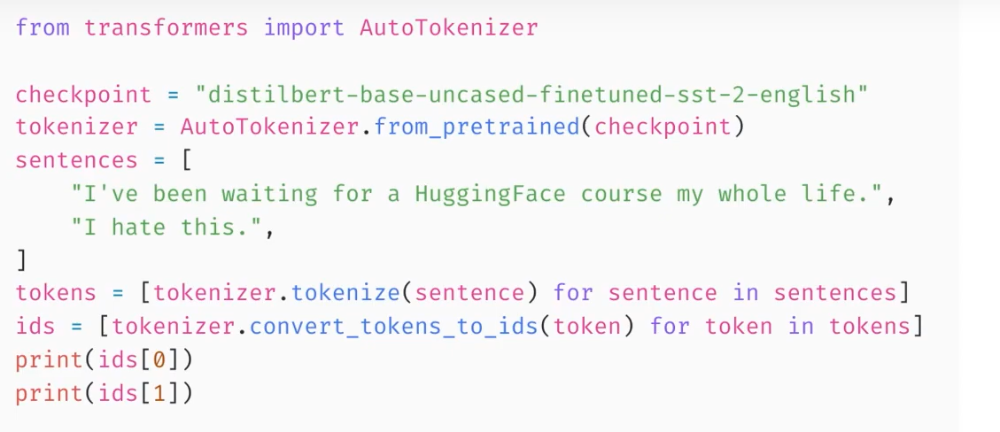 from transformers import AutoTokenizer

checkpoint = "distilbert-base-uncased-finetuned-sst-2-english"
tokenizer = AutoTokenizer.from_pretrained(checkpoint)
sentences = [
    "I've been waiting for a HuggingFace course my whole life.",
    "I hate this.",
]
tokens = [tokenizer.tokenize(sentence) for sentence in sentences]
ids = [tokenizer.convert_tokens_to_ids(token) for token in tokens]
print(ids[0])
print(ids[1])